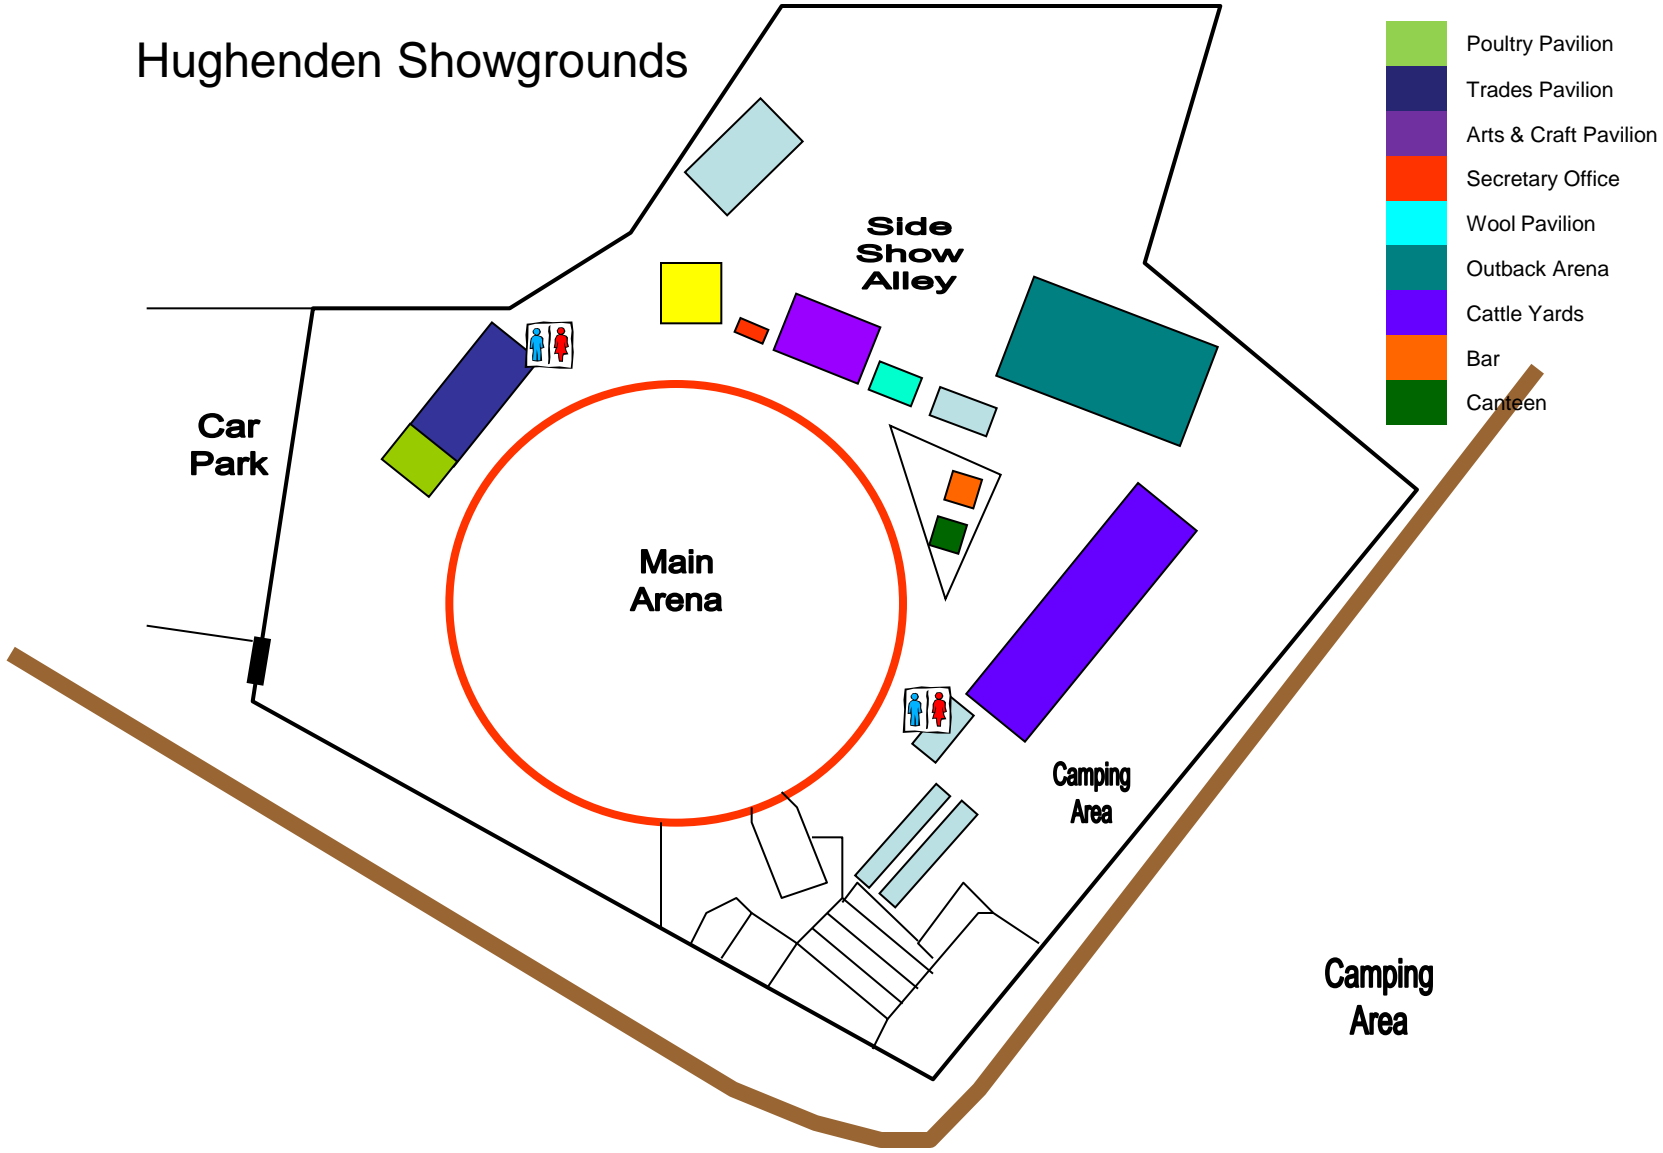 Hughenden Showgrounds
Poultry Pavilion
Trades Pavilion
Arts & Craft Pavilion
Secretary Office
Wool Pavilion
Outback Arena
Cattle Yards
Bar
Canteen
Side
Show
Alley
Car
Park
Main
Arena
Camping
Area
Camping
Area